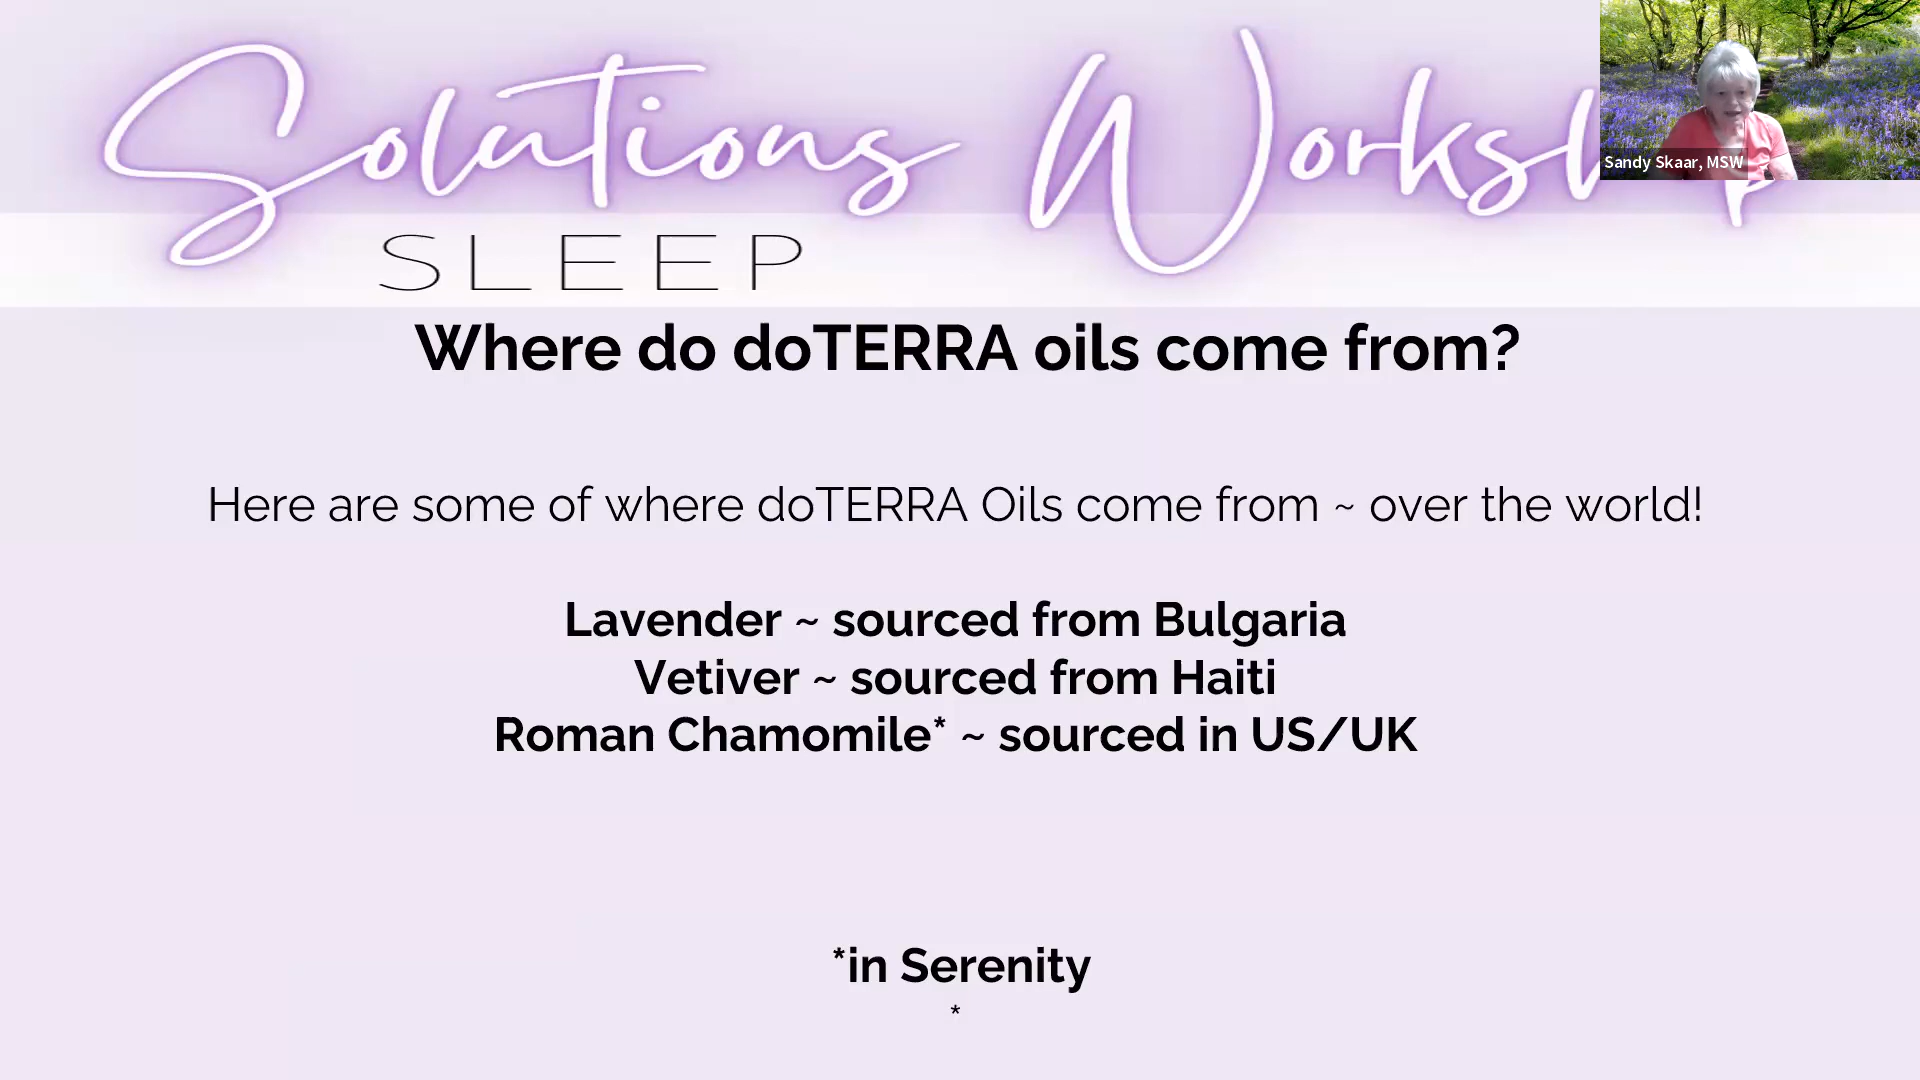 Solutions Workshop
Sandy Skaar, MSW
SLEEP
Where do doTERRA oils come from?
Here are some of where doTERRA Oils come from ~ over the world!
Lavender ~ sourced from Bulgaria
Vetiver ~ sourced from Haiti
Roman Chamomile* ~ sourced in US/UK
*in Serenity
*